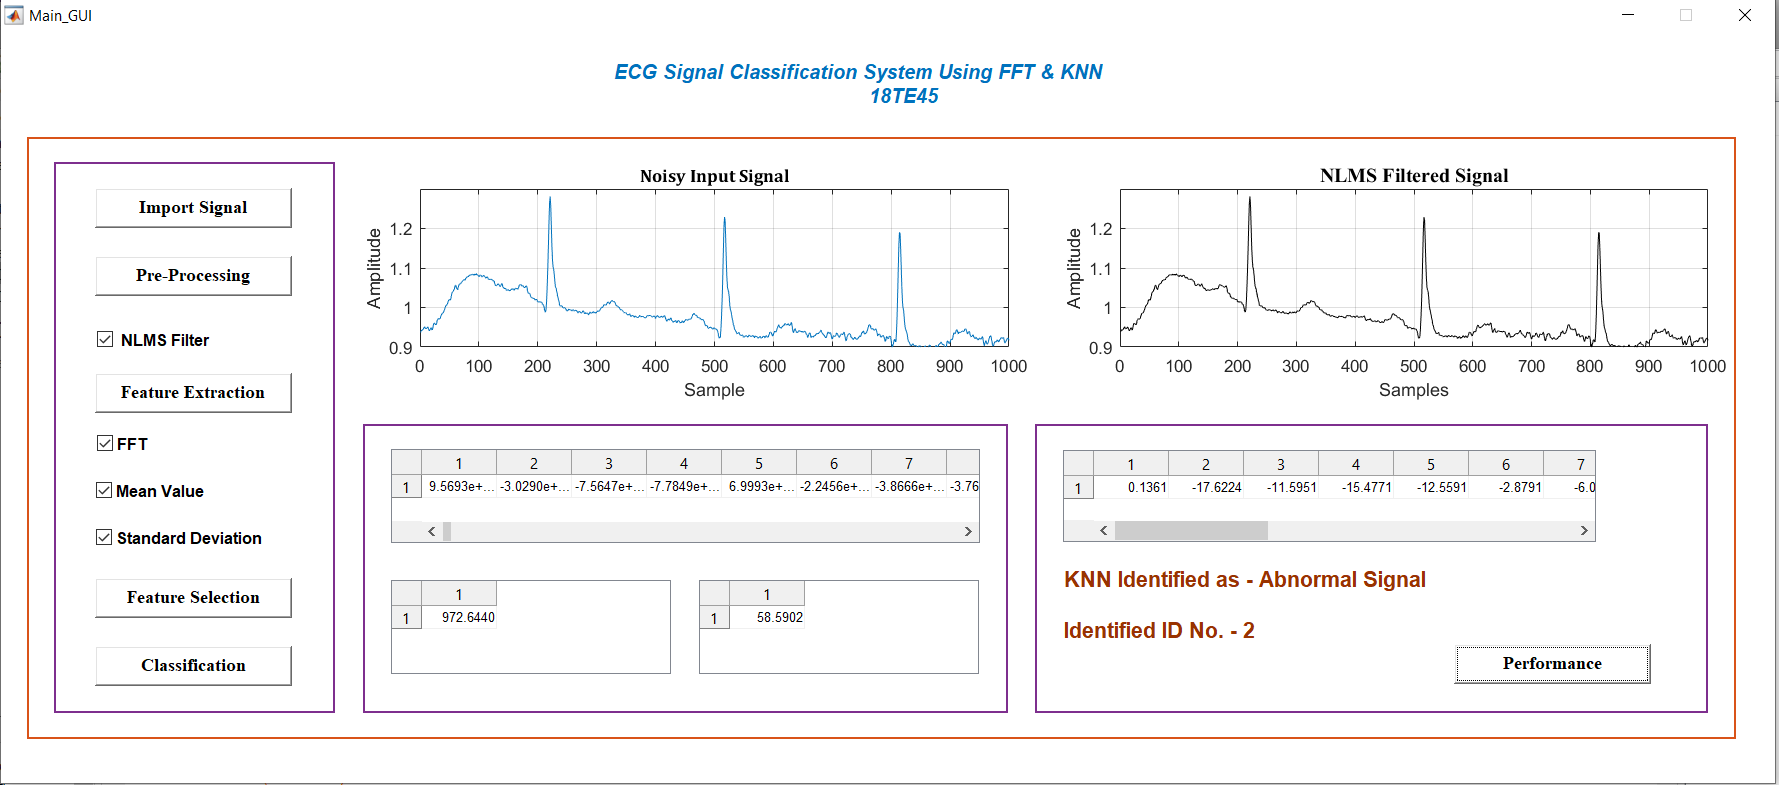 Main_GUI
ECG Signal Classification System Using FFT & KNN
18TE45
Import Signal
Pre-Processing
NLMS Filter
Feature Extraction
FFT
Mean Value
Standard Deviation
Feature Selection
Classification
Noisy Input Signal
Amplitude
1.2
1.1
1
0.9
0 100 200 300 400 500 600 700 800 900 1000
Sample
NLMS Filtered Signal
Amplitude
1.2
1.1
1
0.9
0 100 200 300 400 500 600 700 800 900 1000
Samples
1 2 3 4 5 6 7
1 9.5693e+... -3.0290e+... -7.5647e+... -7.7849e+... 6.9993e+... -2.2456e+... -3.8666e+... -3.76
1
1 972.6440
1
1 58.5902
1 2 3 4 5 6 7
1 0.1361 -17.6224 -11.5951 -15.4771 -12.5591 -2.8791 -6.0
KNN Identified as - Abnormal Signal
Identified ID No. - 2
Performance